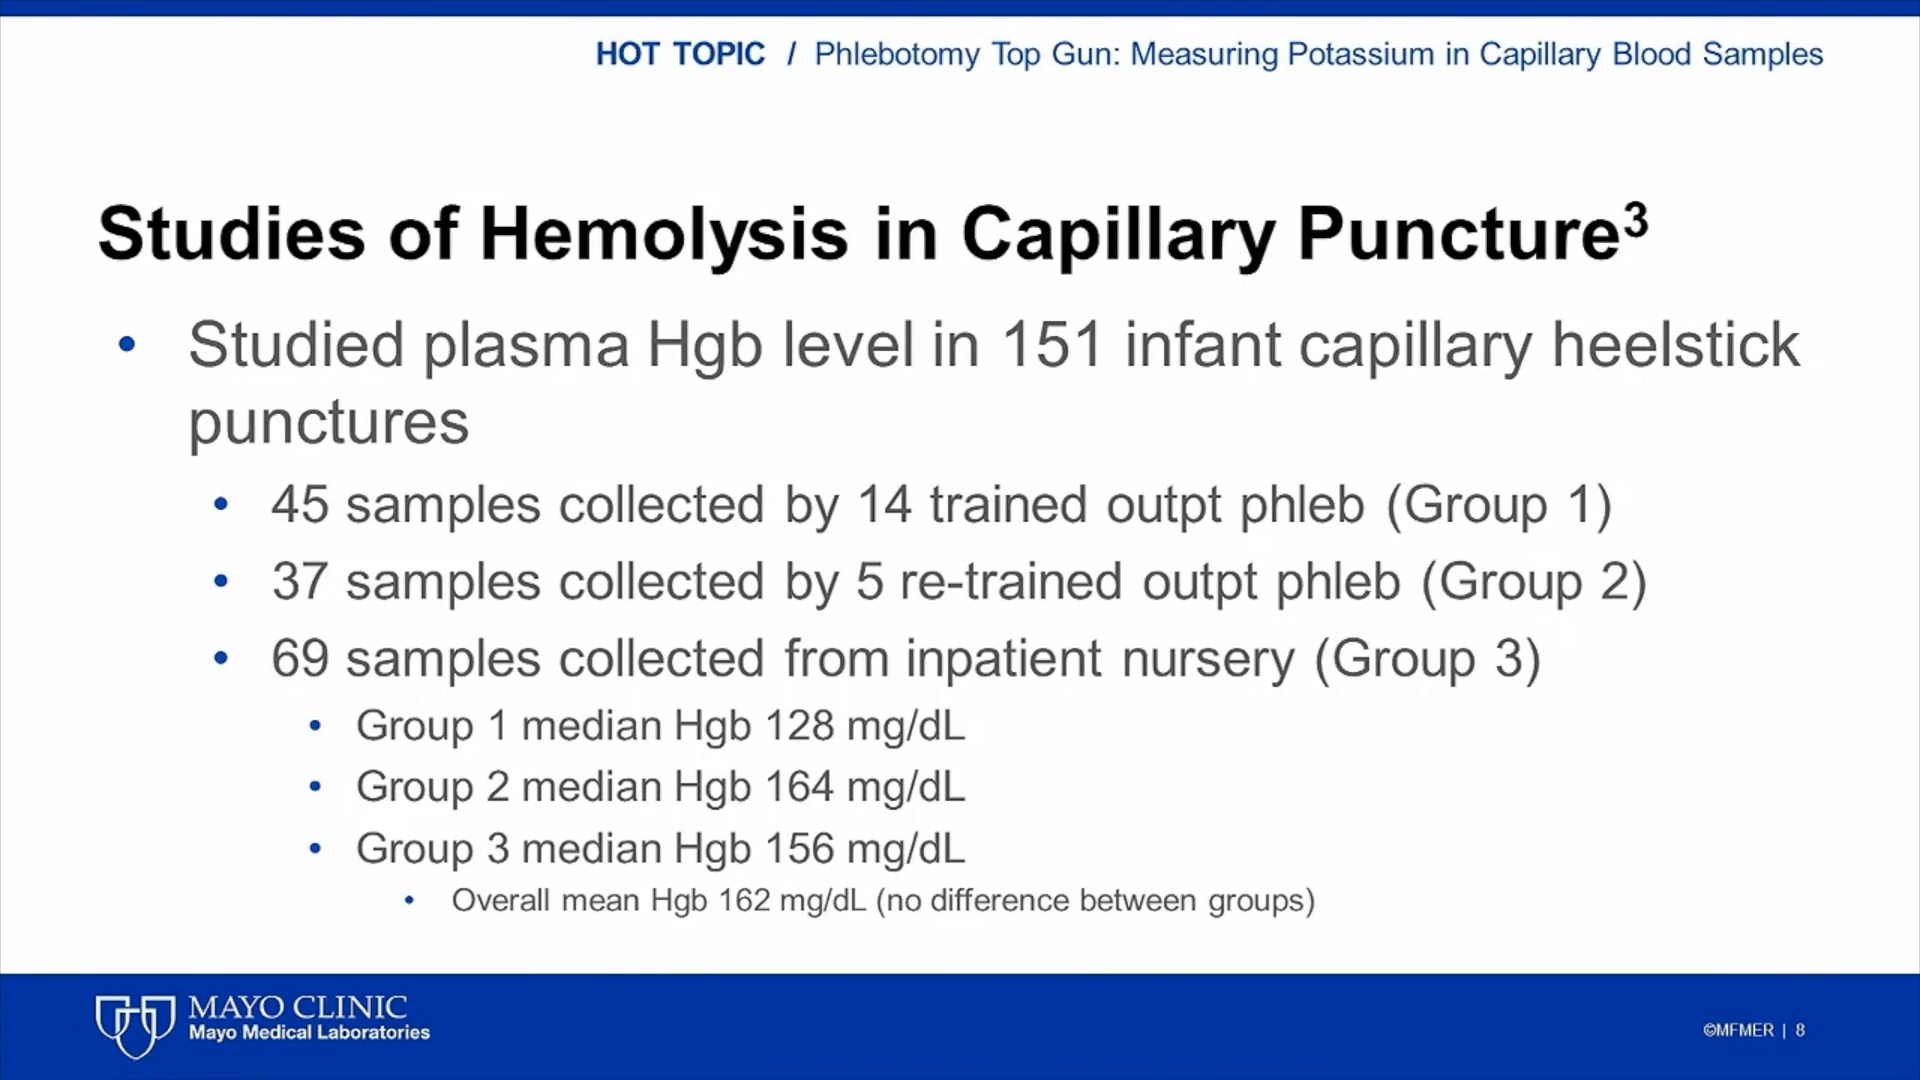 HOT TOPIC / Phlebotomy Top Gun: Measuring Potassium in Capillary Blood Samples
Studies of Hemolysis in Capillary Puncture³
• Studied plasma Hgb level in 151 infant capillary heelstick
punctures
• 45 samples collected by 14 trained outpt phleb (Group 1)
• 37 samples collected by 5 re-trained outpt phleb (Group 2)
• 69 samples collected from inpatient nursery (Group 3)
• Group 1 median Hgb 128 mg/dL
• Group 2 median Hgb 164 mg/dL
• Group 3 median Hgb 156 mg/dL
• Overall mean Hgb 162 mg/dL (no difference between groups)
MAYO CLINIC
Mayo Medical Laboratories
©MFMER | 8